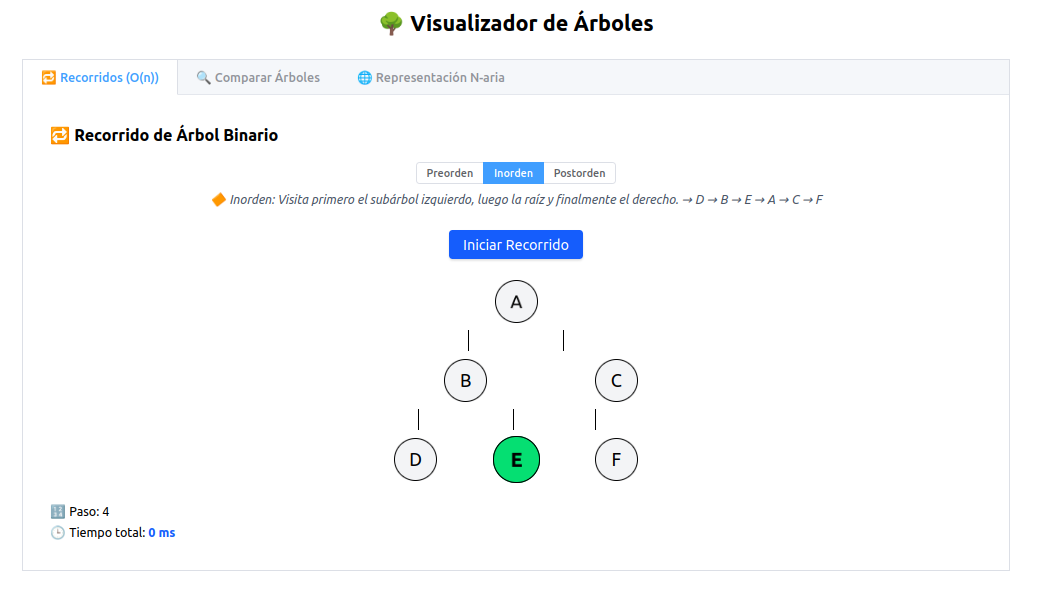 🌳 Visualizador de Árboles
🔁 Recorridos (O(n)) 🔍 Comparar Árboles 🌐 Representación N-aria
🔁 Recorrido de Árbol Binario
Preorden Inorden Postorden
🔶 Inorden: Visita primero el subárbol izquierdo, luego la raíz y finalmente el derecho. → D → B → E → A → C → F
Iniciar Recorrido
A
B C
D E F
🔢 Paso: 4
🕒 Tiempo total: 0 ms